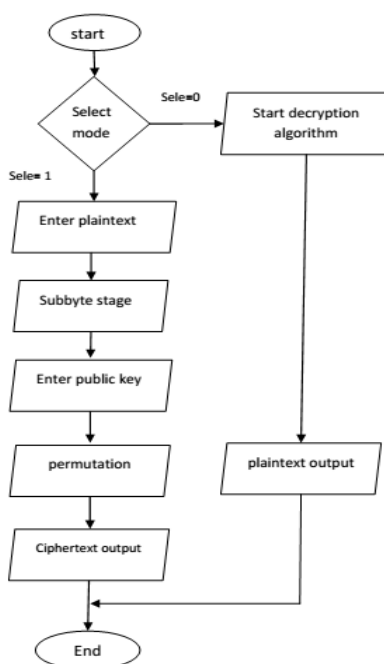 start
Sele=0
Select
mode
Start decryption
algorithm
Sele= 1
Enter plaintext
Subbyte stage
Enter public key
permutation
plaintext output
Ciphertext output
End